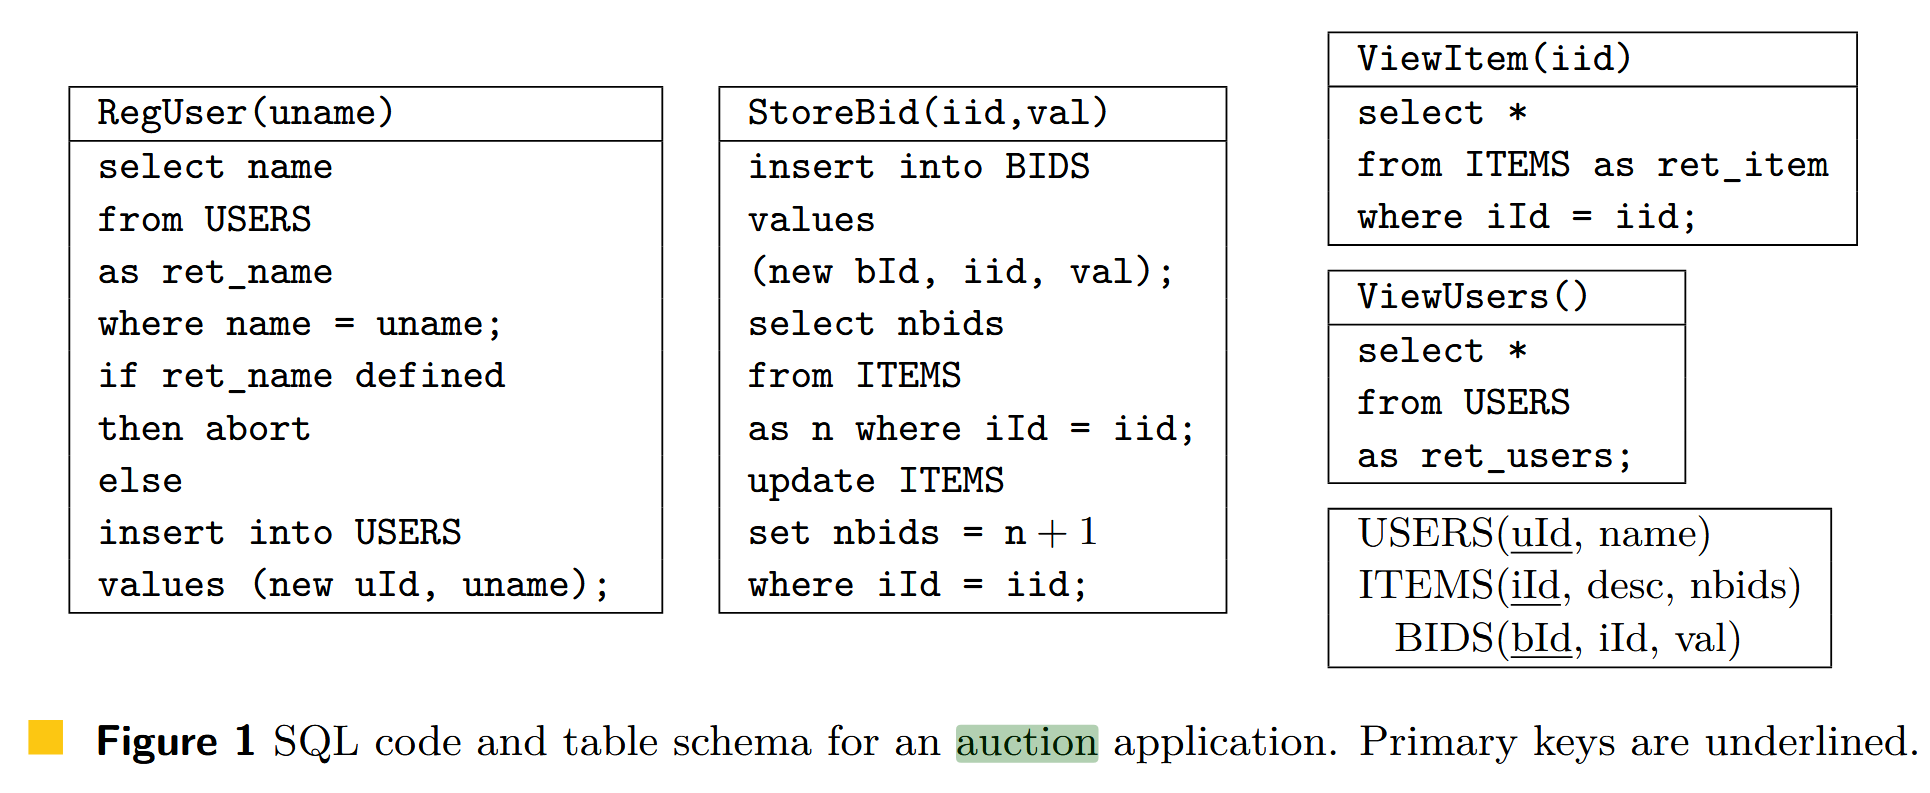 RegUser(uname)
select name
from USERS
as ret_name
where name = uname;
if ret_name defined
then abort
else
insert into USERS
values (new uId, uname);
StoreBid(iid,val)
insert into BIDS
values
(new bId, iid, val);
select nbids
from ITEMS
as n where iId = iid;
update ITEMS
set nbids = n + 1
where iId = iid;
ViewItem(iid)
select *
from ITEMS as ret_item
where iId = iid;
ViewUsers()
select *
from USERS
as ret_users;
USERS(uId, name)
ITEMS(iId, desc, nbids)
BIDS(bId, iId, val)
Figure 1 SQL code and table schema for an auction application. Primary keys are underlined.